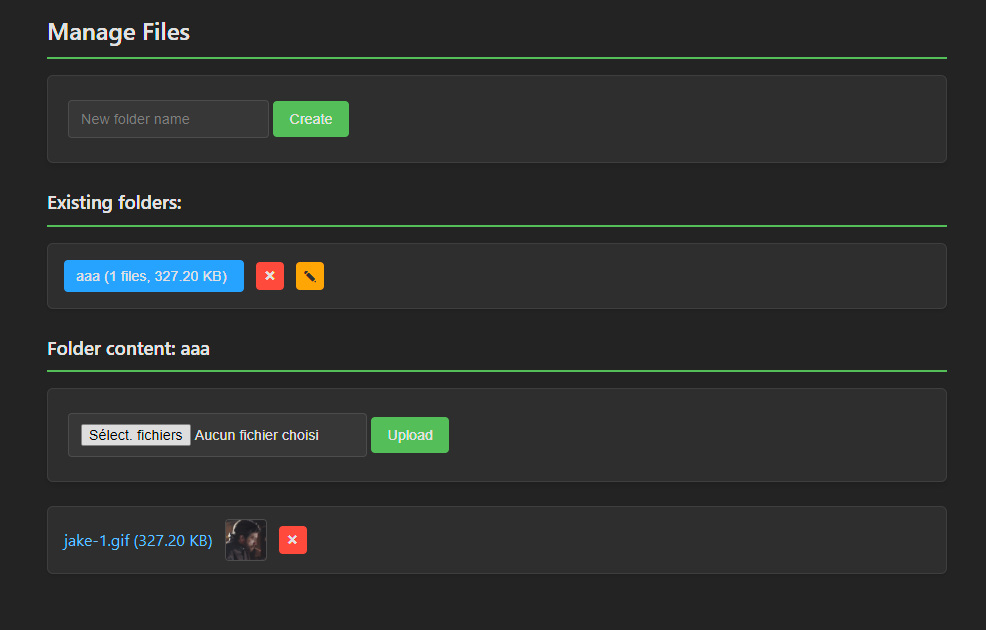 Manage Files
New folder name
Create
Existing folders:
aaa (1 files, 327.20 KB)
Folder content: aaa
Sélect. fichiers Aucun fichier choisi
Upload
jake-1.gif (327.20 KB)